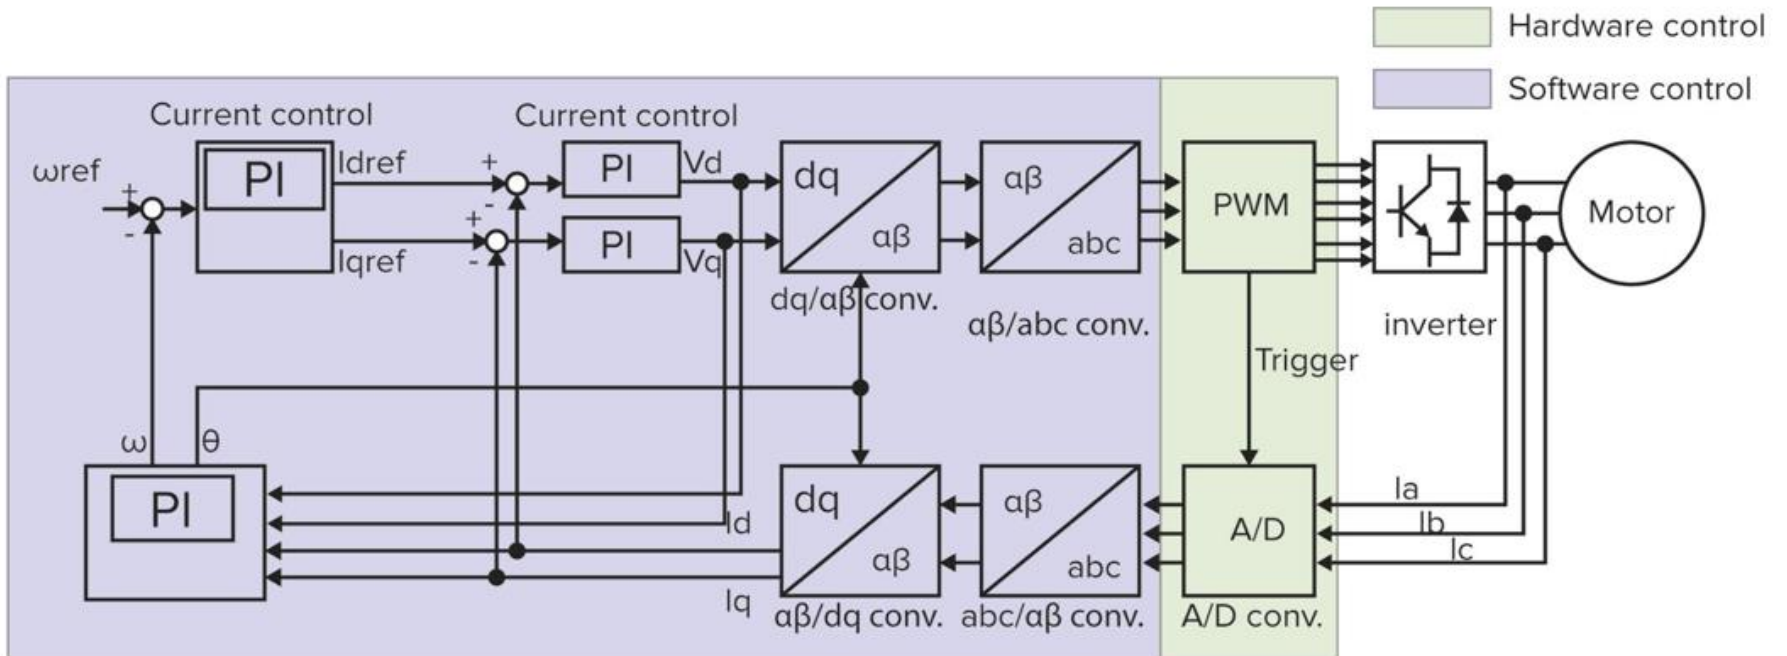 Hardware control
Software control
Current control
Current control
ωref
+
-
PI
Idref
Iqref
+
-
+
-
PI
Vd
PI
Vq
dq
αβ
dq/αβ conv.
αβ
abc
αβ/abc conv.
PWM
inverter
Motor
Trigger
ω
θ
PI
Id
Iq
dq
αβ
αβ/dq conv.
αβ
abc
abc/αβ conv.
A/D
A/D conv.
Ia
Ib
Ic